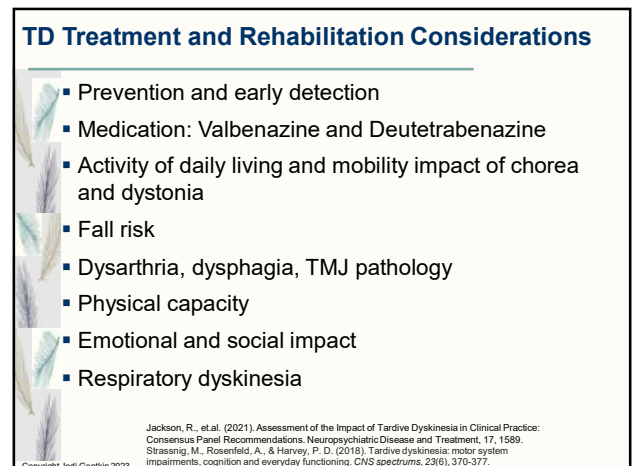 TD Treatment and Rehabilitation Considerations
▪ Prevention and early detection
▪ Medication: Valbenazine and Deutetrabenazine
▪ Activity of daily living and mobility impact of chorea
and dystonia
▪ Fall risk
▪ Dysarthria, dysphagia, TMJ pathology
▪ Physical capacity
▪ Emotional and social impact
▪ Respiratory dyskinesia
Jackson, R., et.al. (2021). Assessment of the Impact of Tardive Dyskinesia in Clinical Practice:
Consensus Panel Recommendations. Neuropsychiatric Disease and Treatment, 17, 1589.
Strassnig, M., Rosenfeld, A., & Harvey, P. D. (2018). Tardive dyskinesia: motor system
impairments, cognition and everyday functioning. CNS spectrums, 23(6), 370-377.
Copyright 2023